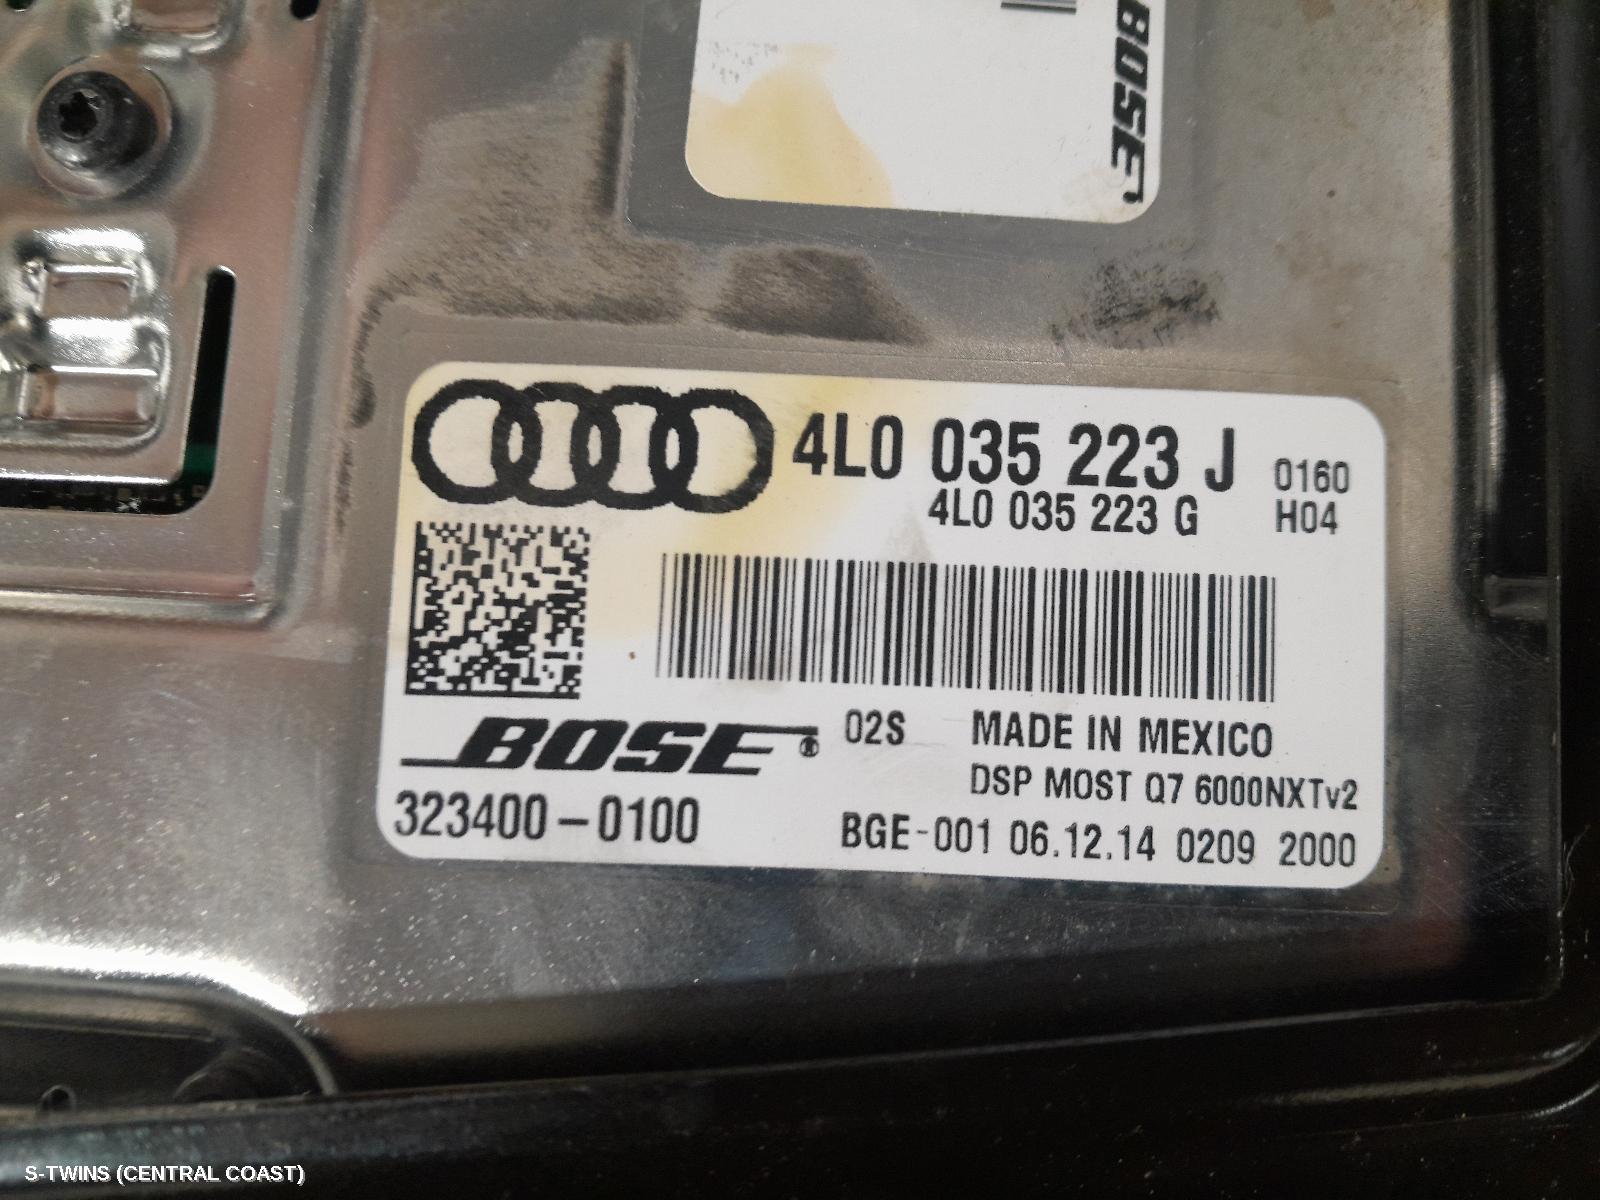 BOSE
4L0 035 223 J 0160
4L0 035 223 G H04
BOSE® 02S MADE IN MEXICO
DSP MOST Q7 6000NXTv2
323400-0100 BGE-001 06.12.14 0209 2000
S-TWINS (CENTRAL COAST)